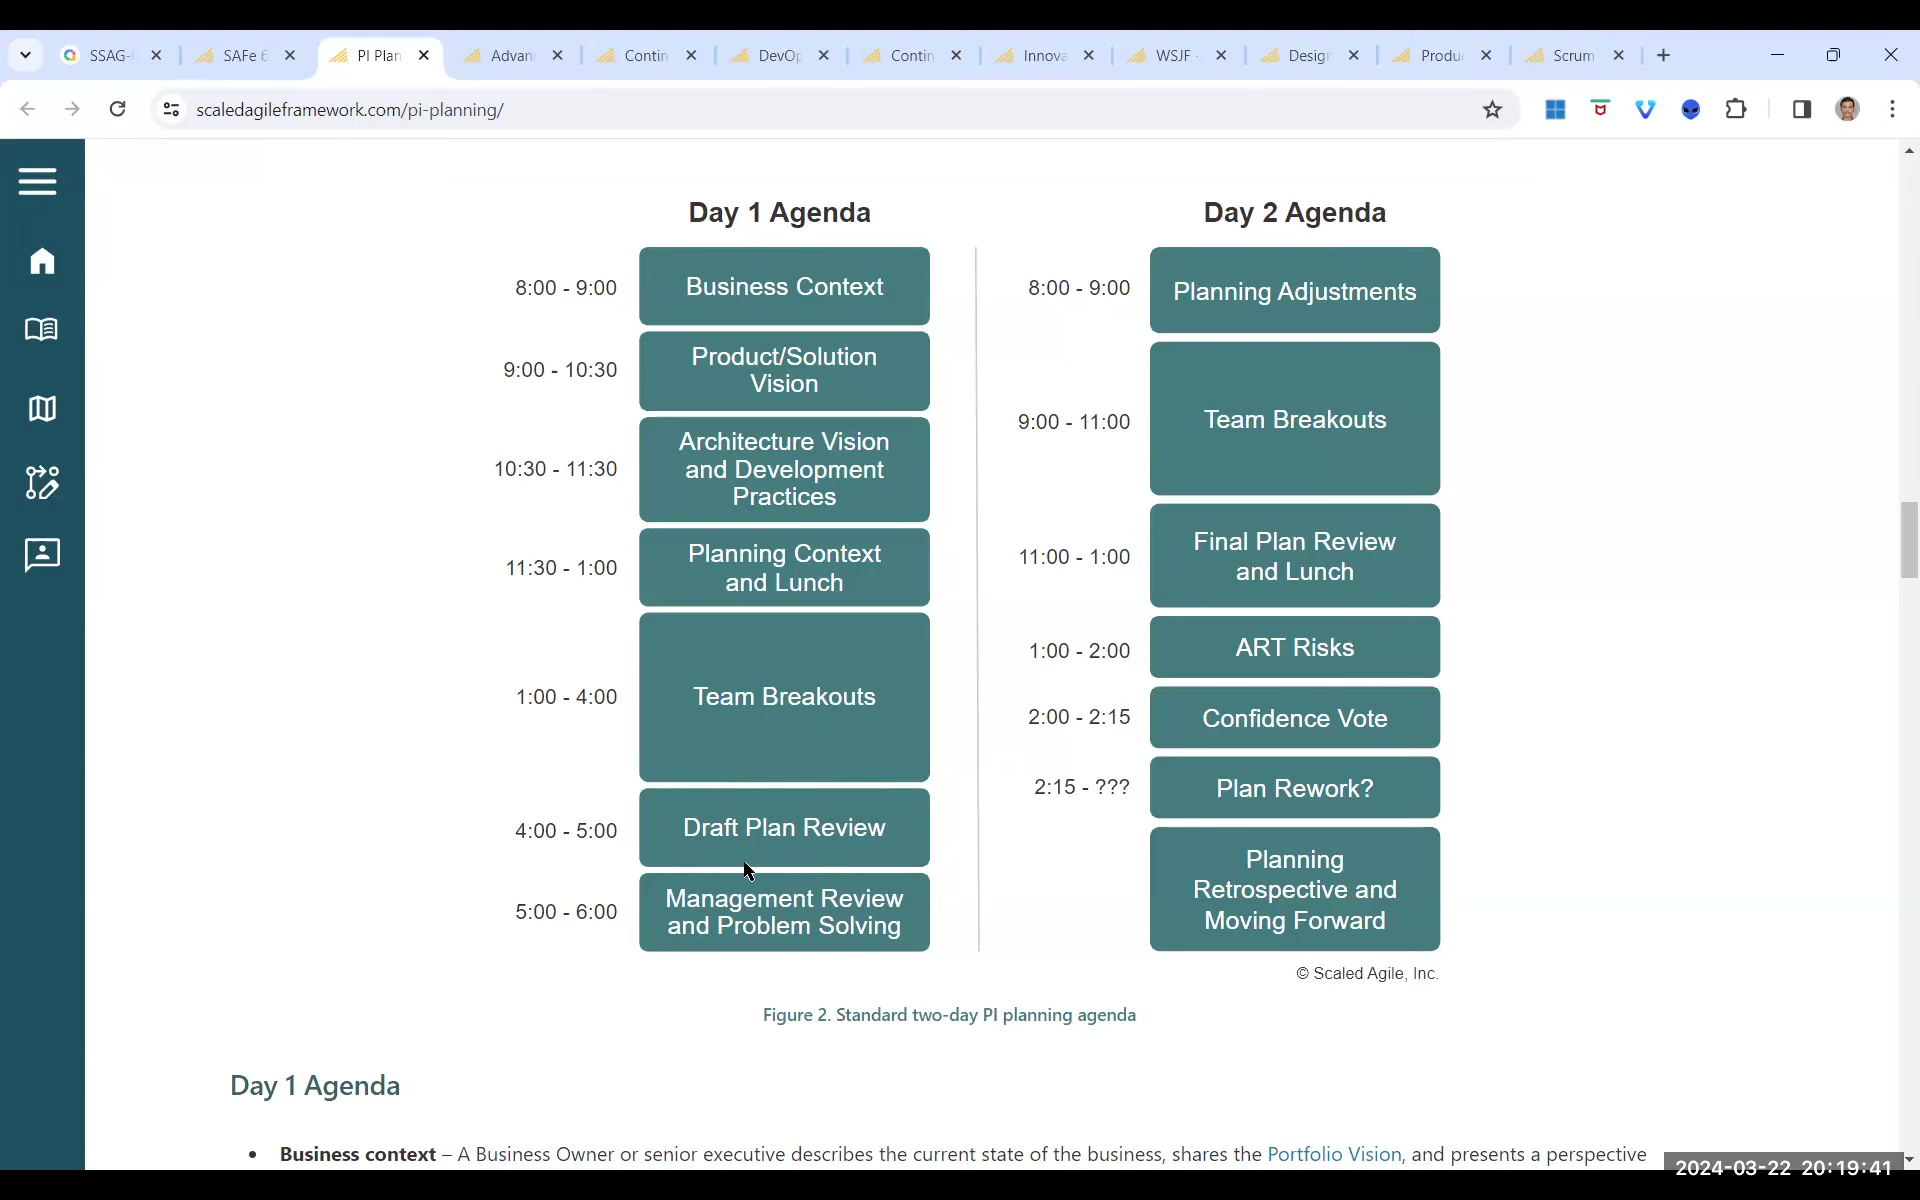 SSAG-
SAFe 6
PI Plan
Advan
Contin
DevOp
Contin
Innova
WSJF -
Design
Produc
Scrum
scaledagileframework.com/pi-planning/
Day 1 Agenda
8:00 - 9:00
Business Context
9:00 - 10:30
Product/Solution
Vision
10:30 - 11:30
Architecture Vision
and Development
Practices
11:30 - 1:00
Planning Context
and Lunch
1:00 - 4:00
Team Breakouts
4:00 - 5:00
Draft Plan Review
5:00 - 6:00
Management Review
and Problem Solving
Day 2 Agenda
8:00 - 9:00
Planning Adjustments
9:00 - 11:00
Team Breakouts
11:00 - 1:00
Final Plan Review
and Lunch
1:00 - 2:00
ART Risks
2:00 - 2:15
Confidence Vote
2:15 - ???
Plan Rework?
Planning
Retrospective and
Moving Forward
© Scaled Agile, Inc.
Figure 2. Standard two-day PI planning agenda
Day 1 Agenda
• Business context – A Business Owner or senior executive describes the current state of the business, shares the Portfolio Vision, and presents a perspective
2024-03-22 20:19:41